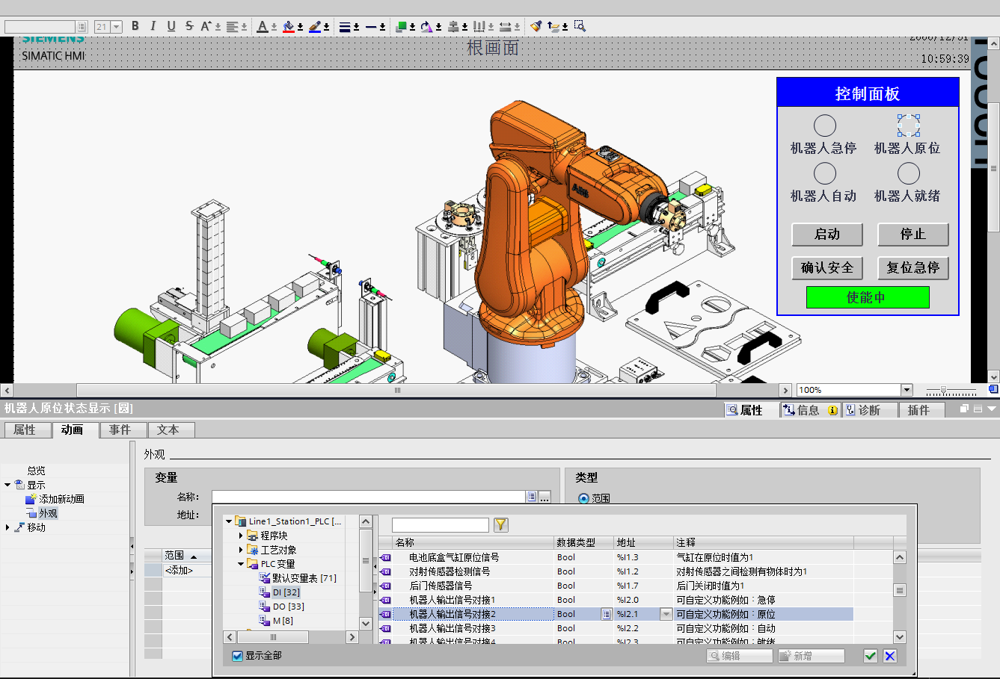 21
B I U S A
SIEMENS
SIMATIC HMI
根画面
10:59:39
控制面板
机器人急停 机器人原位
机器人自动 机器人就绪
启动 停止
确认安全 复位急停
使能中
ABB
100%
机器人原位状态显示 [圆]
属性 信息 诊断 插件
属性 动画 事件 文本
总览
显示
添加新动画
外观
移动
外观
变量
名称:
地址:
类型
范围
范围
<添加>
Line1_Station1_PLC [...
程序块
工艺对象
PLC 变量
默认变量表 [71]
DI [32]
DO [33]
M [8]
名称 数据类型 地址 注释
电池底盒气缸原位信号 Bool %I1.3 气缸在原位时值为1
对射传感器检测信号 Bool %I1.2 对射传感器之间检测有物体时为1
后门传感器信号 Bool %I1.7 后门关闭时值为1
机器人输出信号对接1 Bool %I2.0 可自定义功能例如：急停
机器人输出信号对接2 Bool %I2.1 可自定义功能例如：原位
机器人输出信号对接3 Bool %I2.2 可自定义功能例如：自动
机器人输出信号对接4 Bool %I2.3 可自定义功能例如：就绪
显示全部
编辑 新增